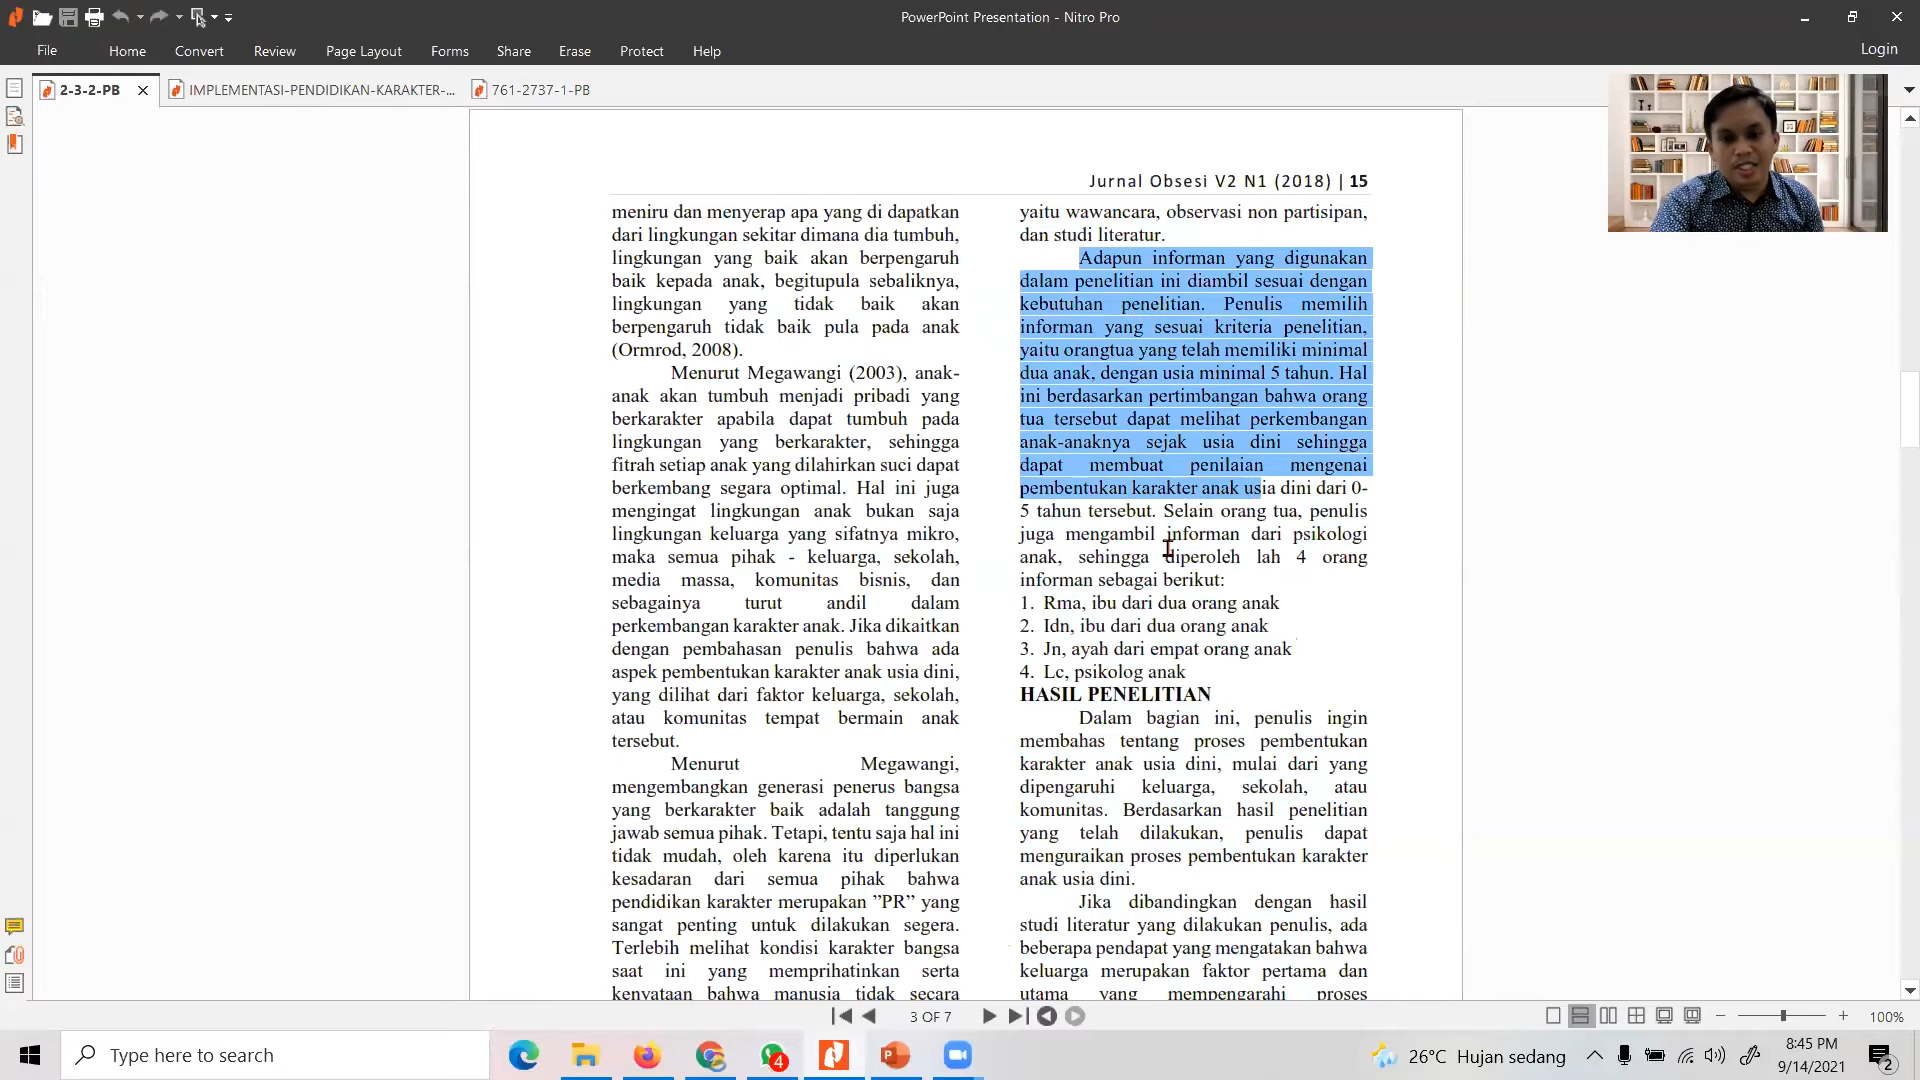 PowerPoint Presentation - Nitro Pro
File Home Convert Review Page Layout Forms Share Erase Protect Help
Login
2-3-2-PB
IMPLEMENTASI-PENDIDIKAN-KARAKTER-...
761-2737-1-PB
Jurnal Obsesi V2 N1 (2018) | 15
meniru dan menyerap apa yang di dapatkan
dari lingkungan sekitar dimana dia tumbuh,
lingkungan yang baik akan berpengaruh
baik kepada anak, begitupula sebaliknya,
lingkungan yang tidak baik akan
berpengaruh tidak baik pula pada anak
(Ormrod, 2008).
Menurut Megawangi (2003), anak-
anak akan tumbuh menjadi pribadi yang
berkarakter apabila dapat tumbuh pada
lingkungan yang berkarakter, sehingga
fitrah setiap anak yang dilahirkan suci dapat
berkembang segara optimal. Hal ini juga
mengingat lingkungan anak bukan saja
lingkungan keluarga yang sifatnya mikro,
maka semua pihak - keluarga, sekolah,
media massa, komunitas bisnis, dan
sebagainya turut andil dalam
perkembangan karakter anak. Jika dikaitkan
dengan pembahasan penulis bahwa ada
aspek pembentukan karakter anak usia dini,
yang dilihat dari faktor keluarga, sekolah,
atau komunitas tempat bermain anak
tersebut.
Menurut Megawangi,
mengembangkan generasi penerus bangsa
yang berkarakter baik adalah tanggung
jawab semua pihak. Tetapi, tentu saja hal ini
tidak mudah, oleh karena itu diperlukan
kesadaran dari semua pihak bahwa
pendidikan karakter merupakan ”PR” yang
sangat penting untuk dilakukan segera.
Terlebih melihat kondisi karakter bangsa
saat ini yang memprihatinkan serta
kenyataan bahwa manusia tidak secara
yaitu wawancara, observasi non partisipan,
dan studi literatur.
Adapun informan yang digunakan
dalam penelitian ini diambil sesuai dengan
kebutuhan penelitian. Penulis memilih
informan yang sesuai kriteria penelitian,
yaitu orangtua yang telah memiliki minimal
dua anak, dengan usia minimal 5 tahun. Hal
ini berdasarkan pertimbangan bahwa orang
tua tersebut dapat melihat perkembangan
anak-anaknya sejak usia dini sehingga
dapat membuat penilaian mengenai
pembentukan karakter anak usia dini dari 0-
5 tahun tersebut. Selain orang tua, penulis
juga mengambil informan dari psikologi
anak, sehingga diperoleh lah 4 orang
informan sebagai berikut:
1. Rma, ibu dari dua orang anak
2. Idn, ibu dari dua orang anak
3. Jn, ayah dari empat orang anak
4. Lc, psikolog anak
HASIL PENELITIAN
Dalam bagian ini, penulis ingin
membahas tentang proses pembentukan
karakter anak usia dini, mulai dari yang
dipengaruhi keluarga, sekolah, atau
komunitas. Berdasarkan hasil penelitian
yang telah dilakukan, penulis dapat
menguraikan proses pembentukan karakter
anak usia dini.
Jika dibandingkan dengan hasil
studi literatur yang dilakukan penulis, ada
beberapa pendapat yang mengatakan bahwa
keluarga merupakan faktor pertama dan
utama yang mempengarahi proses
3 OF 7
100%
Type here to search
4
26°C Hujan sedang
8:45 PM
9/14/2021
2